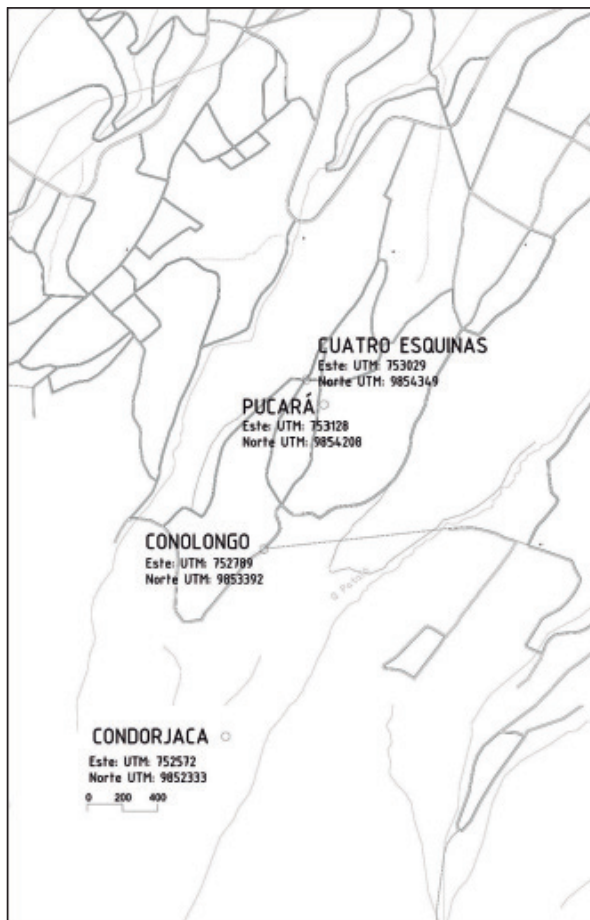 CUATRO ESQUINAS
Este: UTM: 753029
Norte UTM: 9854349
PUCARÁ
Este: UTM: 753128
Norte UTM: 9854208
CONOLONGO
Este: UTM: 752789
Norte UTM: 9853392
Q Patulo
CONDORJACA
Este: UTM: 752572
Norte UTM: 9852333
0 200 400